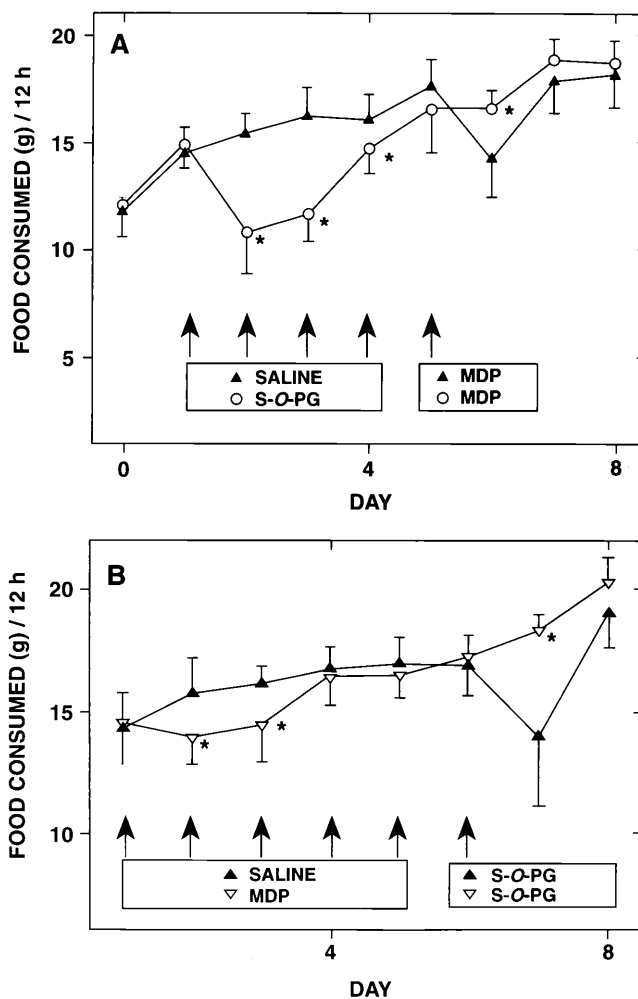 A
FOOD CONSUMED (g) / 12 h
20
15
10
5
▲ SALINE
○ S-O-PG
▲ MDP
○ MDP
* * * *
0 4 8
DAY
B
FOOD CONSUMED (g) / 12 h
20
15
10
* * *
▲ SALINE
▽ MDP
▲ S-O-PG
▽ S-O-PG
4 8
DAY